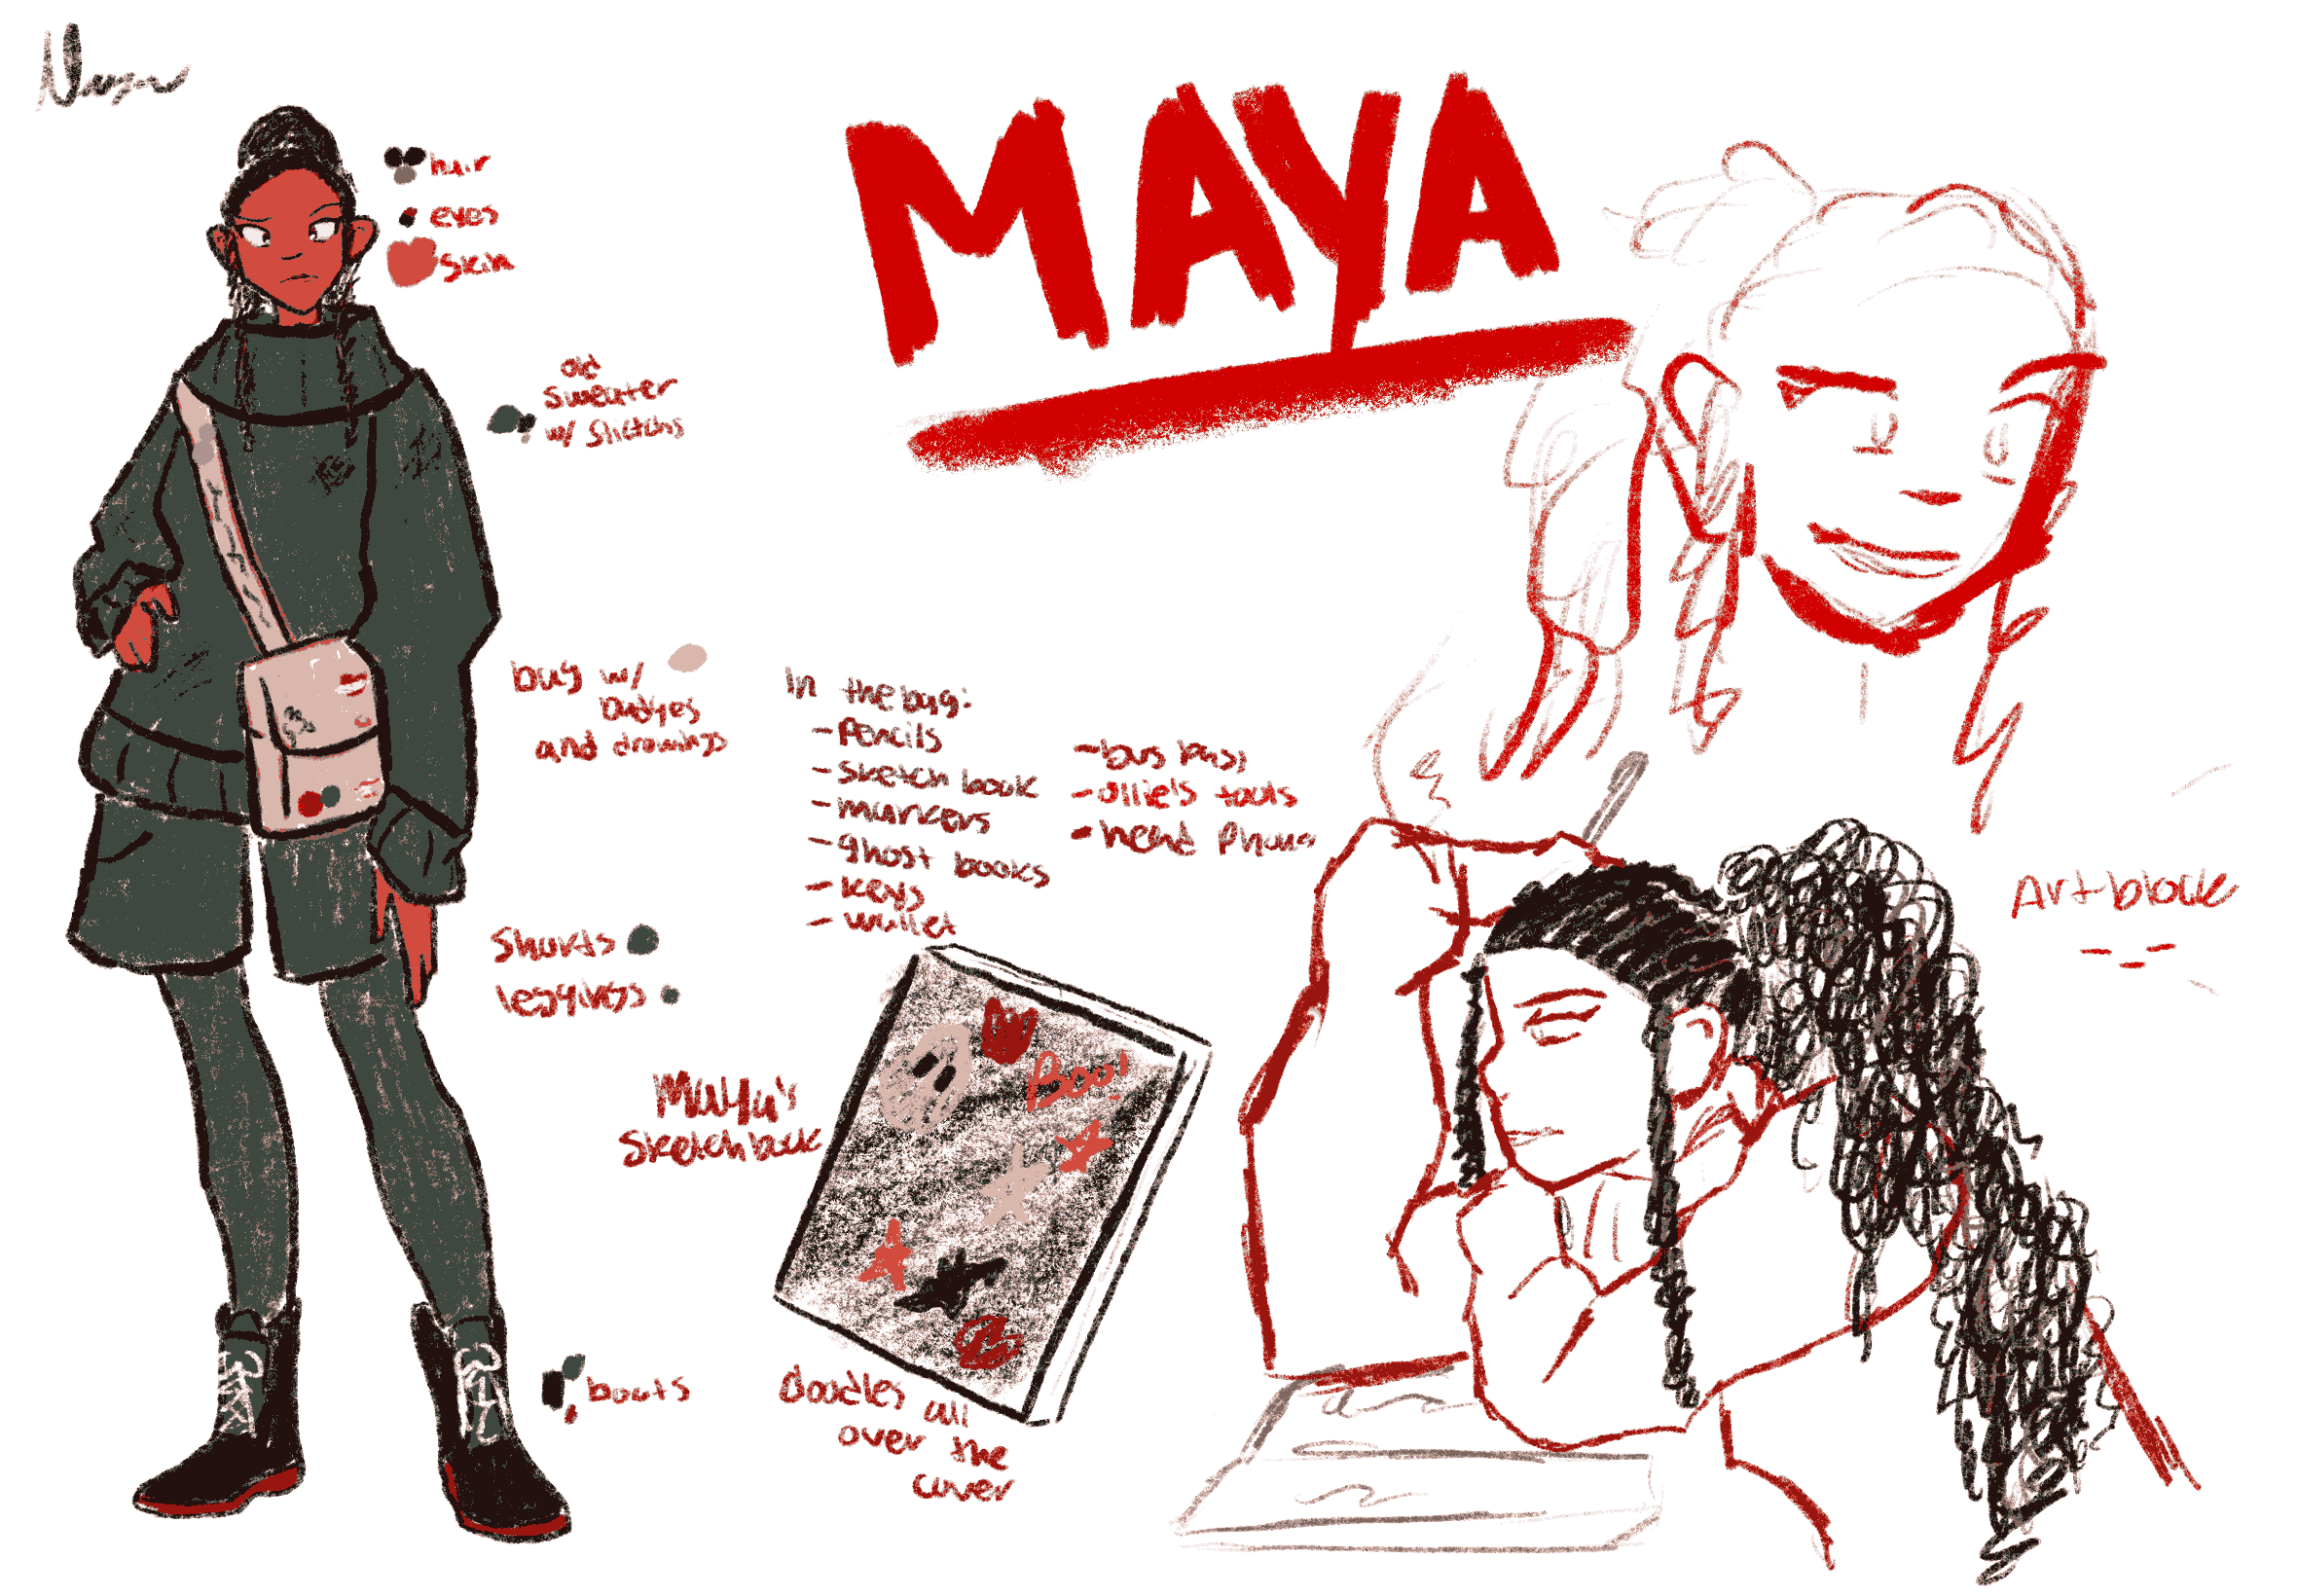 MAYA
hair
eyes
skin
old
sweater
w/ stitchs
bag w/
badges
and drawings
in the bag:
- Pencils
- sketch book
- markers
- ghost books
- keys
- wallet
- bus pass
- ollie's tools
- head phones
shorts
leggings
boots
Maya's
Sketchbook
Boo!
doodles all
over the
cover
Art block